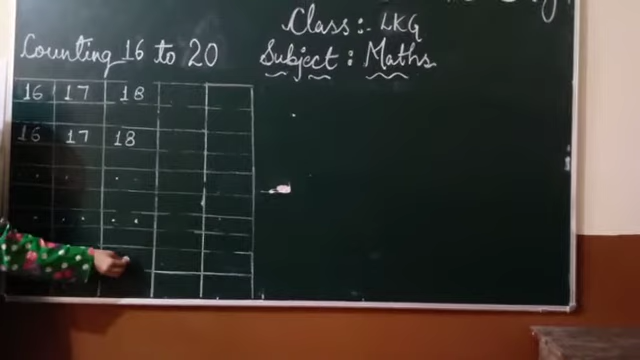 Class :- LKG
Counting 16 to 20
Subject : Maths
16 17 18
16 17 18